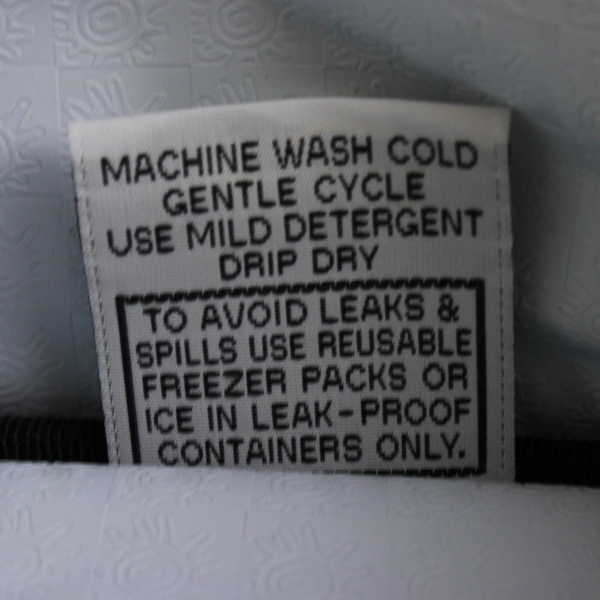 MACHINE WASH COLD
GENTLE CYCLE
USE MILD DETERGENT
DRIP DRY
TO AVOID LEAKS &
SPILLS USE REUSABLE
FREEZER PACKS OR
ICE IN LEAK-PROOF
CONTAINERS ONLY.